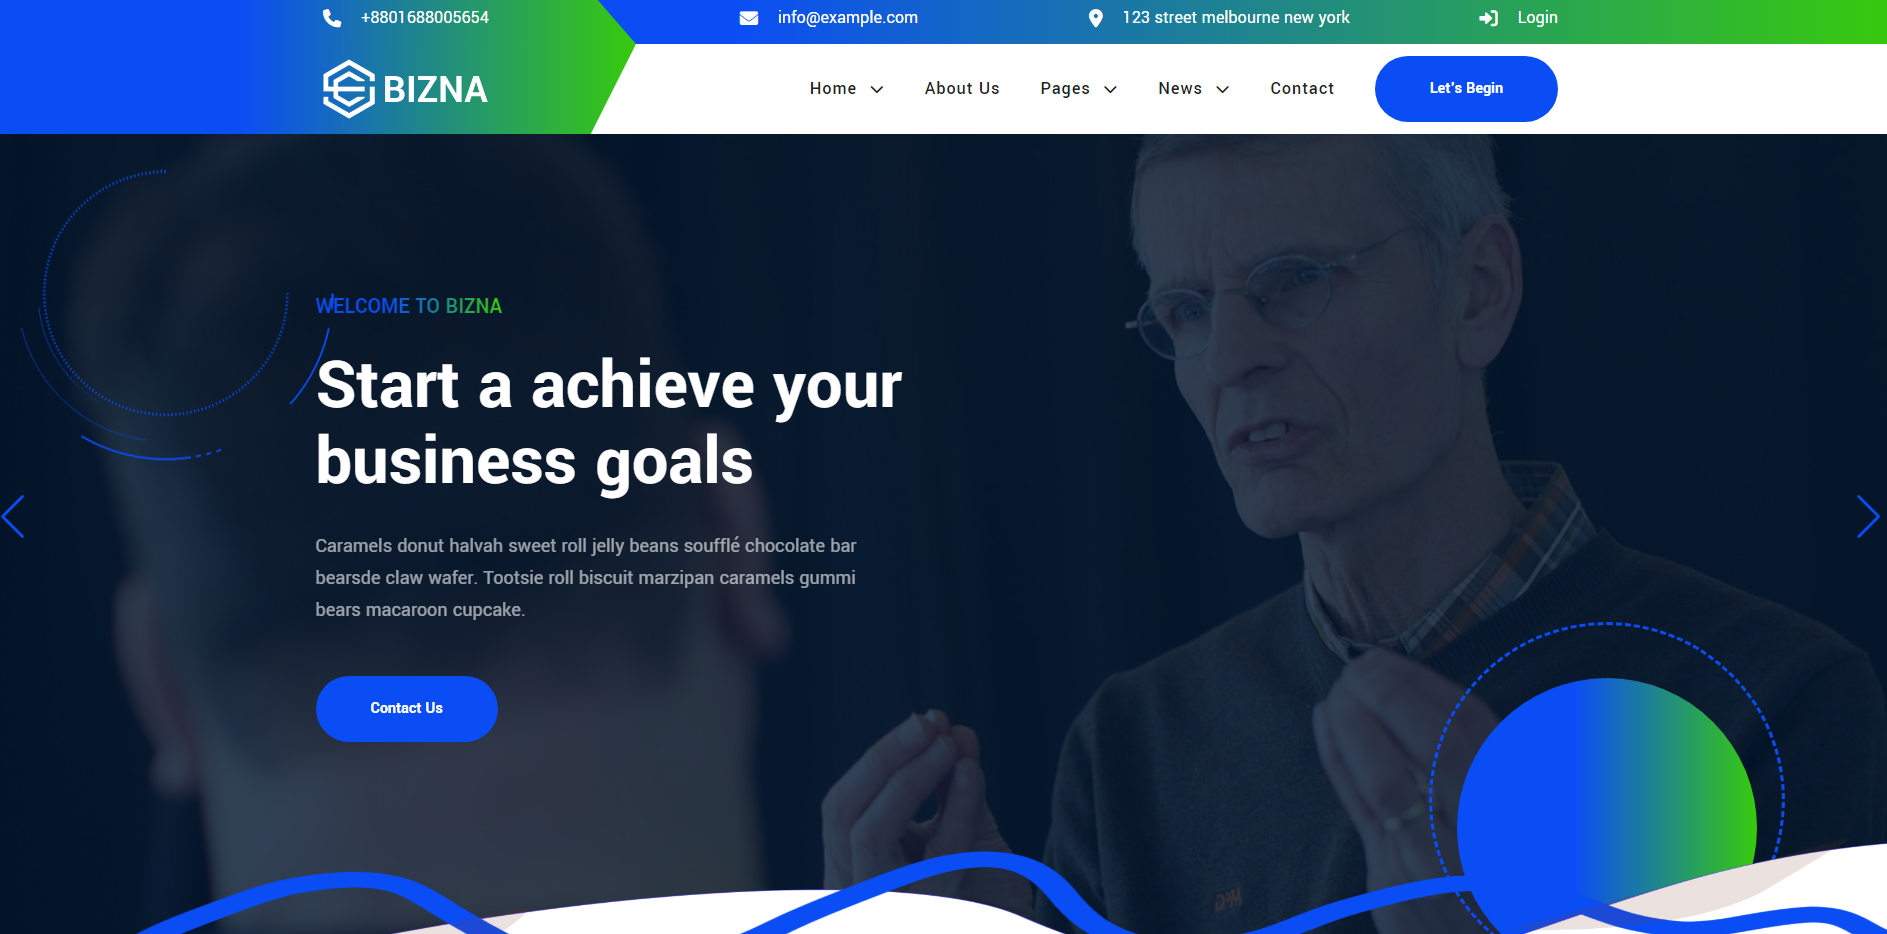 +8801688005654
info@example.com
123 street melbourne new york
Login
BIZNA
Home
About Us
Pages
News
Contact
Let's Begin
WELCOME TO BIZNA
Start a achieve your
business goals
Caramels donut halvah sweet roll jelly beans soufflé chocolate bar
bearsde claw wafer. Tootsie roll biscuit marzipan caramels gummi
bears macaroon cupcake.
Contact Us